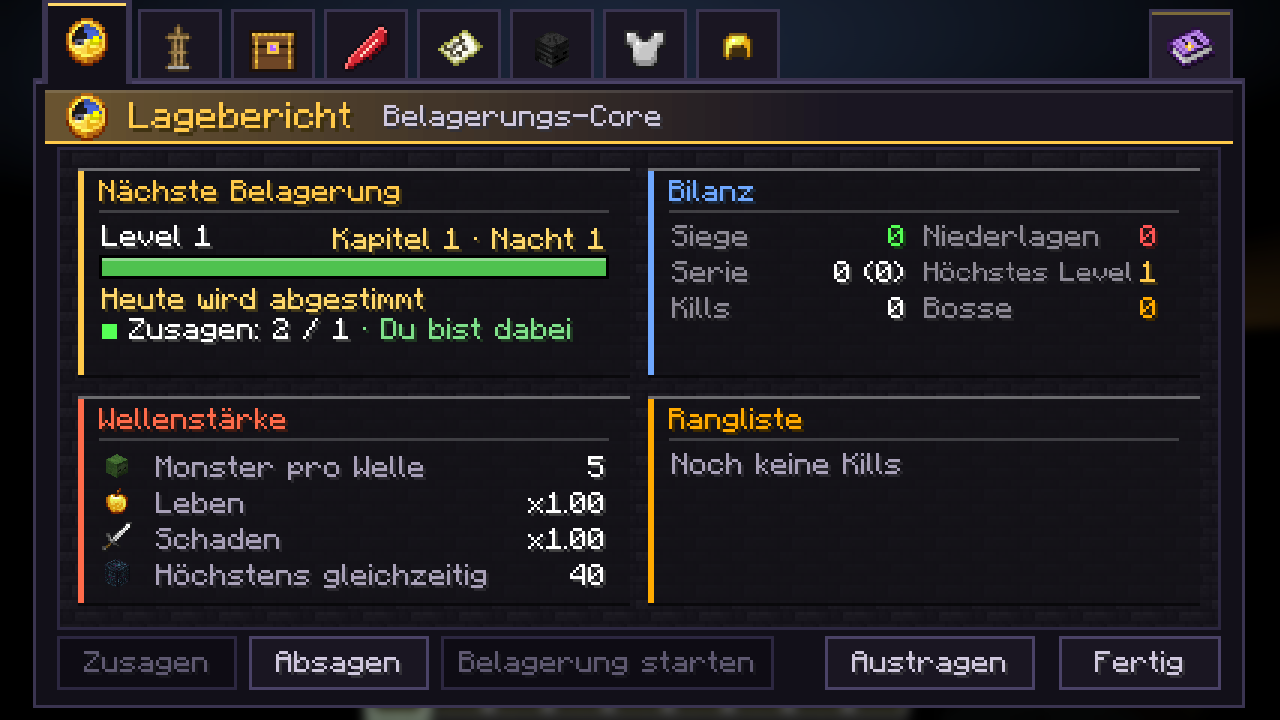 Lagebericht Belagerungs-Core
Nächste Belagerung
Level 1 Kapitel 1 · Nacht 1
Heute wird abgestimmt
Zusagen: 2 / 1 · Du bist dabei
Bilanz
Siege 0 Niederlagen 0
Serie 0 (0) Höchstes Level 1
Kills 0 Bosse 0
Wellenstärke
Monster pro Welle 5
Leben x1.00
Schaden x1.00
Höchstens gleichzeitig 40
Rangliste
Noch keine Kills
Zusagen Absagen Belagerung starten Austragen Fertig